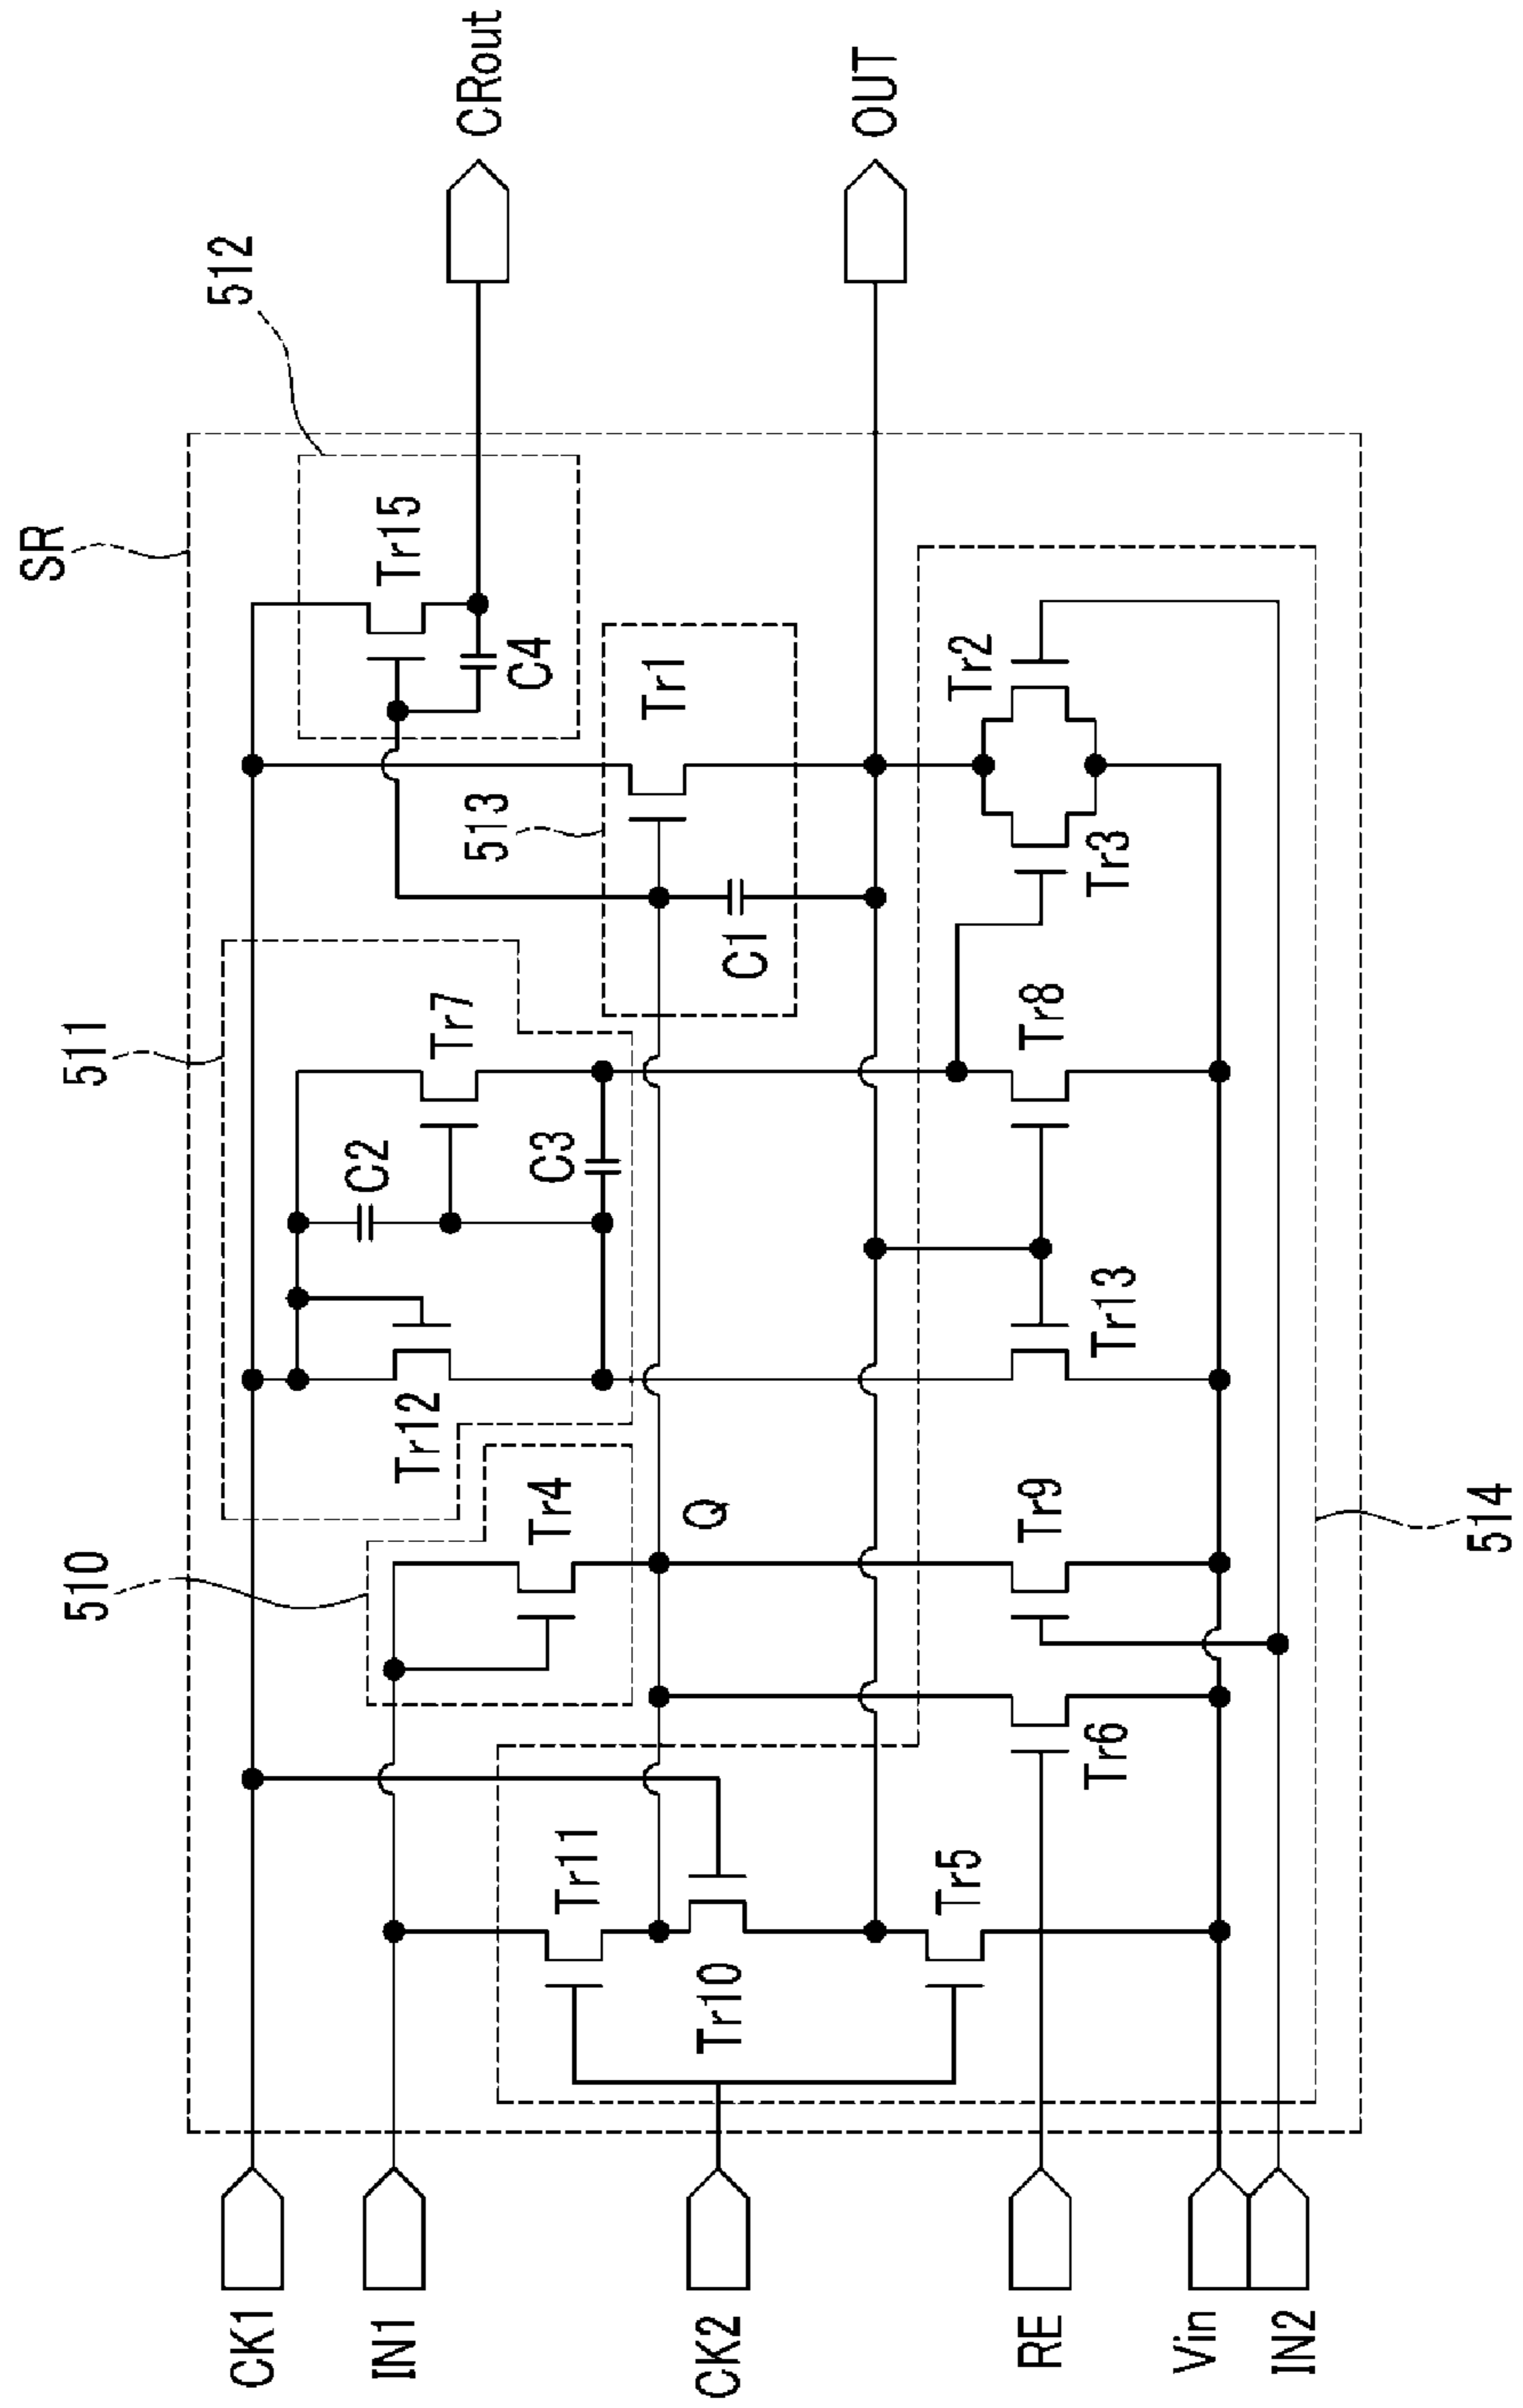 SR
511
510
512
CK1
IN1
CK2
RE
Vin
IN2
Tr12
C2
Tr7
C3
Tr4
Q
513
Tr1
C1
Tr15
C4
CRout
OUT
Tr11
Tr10
Tr5
Tr6
Tr9
Tr13
Tr8
Tr3
Tr2
514